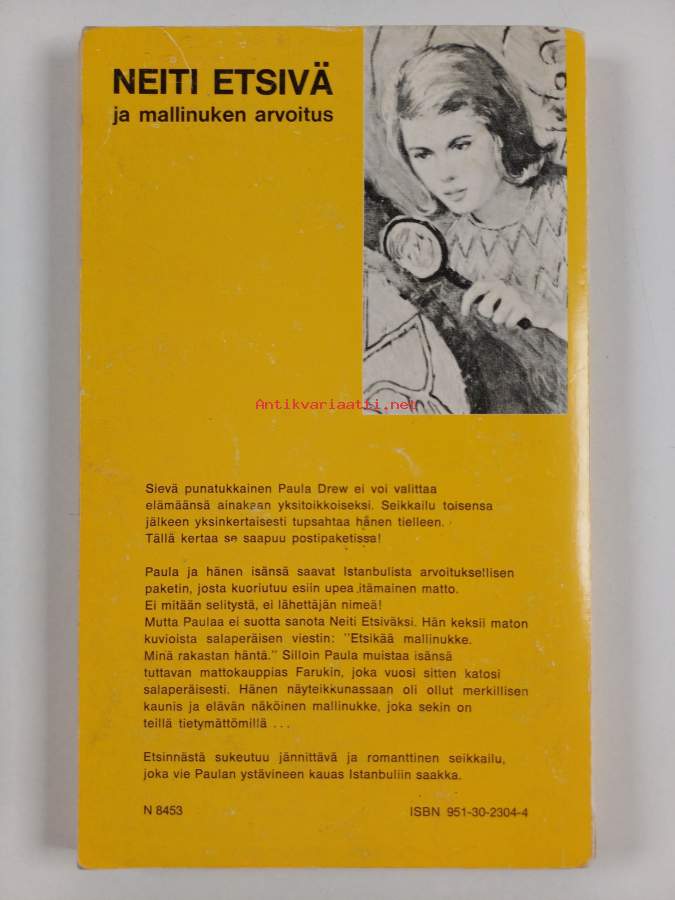 NEITI ETSIVÄ
ja mallinuken arvoitus
Antikvariaatti.net
Sievä punatukkainen Paula Drew ei voi valittaa
elämäänsä ainakaan yksitoikkoiseksi. Seikkailu toisensa
jälkeen yksinkertaisesti tupsahtaa hänen tielleen.
Tällä kertaa se saapuu postipaketissa!
Paula ja hänen isänsä saavat Istanbulista arvoituksellisen
paketin, josta kuoriutuu esiin upea itämainen matto.
Ei mitään selitystä, ei lähettäjän nimeä!
Mutta Paulaa ei suotta sanota Neiti Etsiväksi. Hän keksii maton
kuvioista salaperäisen viestin: "Etsikää mallinukke.
Minä rakastan häntä." Silloin Paula muistaa isänsä
tuttavan mattokauppias Farukin, joka vuosi sitten katosi
salaperäisesti. Hänen näyteikkunassaan oli ollut merkillisen
kaunis ja elävän näköinen mallinukke, joka sekin on
teillä tietymättömillä ...
Etsinnästä sukeutuu jännittävä ja romanttinen seikkailu,
joka vie Paulan ystävineen kauas Istanbuliin saakka.
N 8453 ISBN 951-30-2304-4